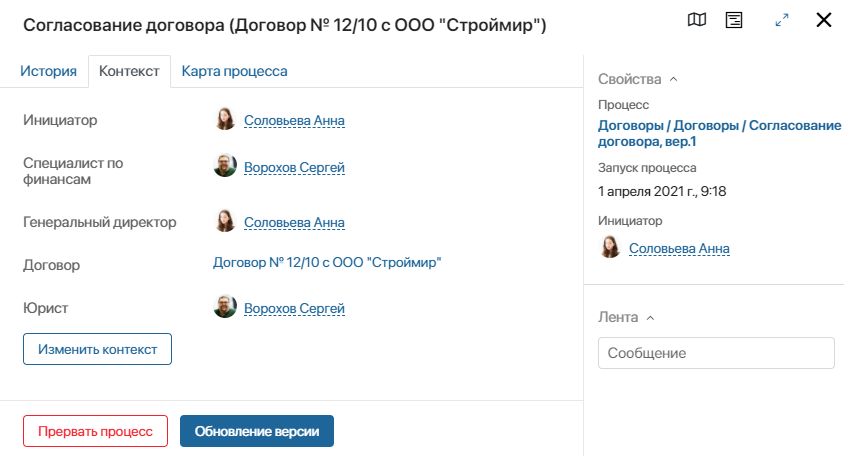 Согласование договора (Договор № 12/10 с ООО "Строймир")
История
Контекст
Карта процесса
Инициатор
Соловьева Анна
Специалист по
финансам
Ворохов Сергей
Генеральный директор
Соловьева Анна
Договор
Договор № 12/10 с ООО "Строймир"
Юрист
Ворохов Сергей
Изменить контекст
Прервать процесс
Обновление версии
Свойства
Процесс
Договоры / Договоры / Согласование
договора, вер.1
Запуск процесса
1 апреля 2021 г., 9:18
Инициатор
Соловьева Анна
Лента
Сообщение